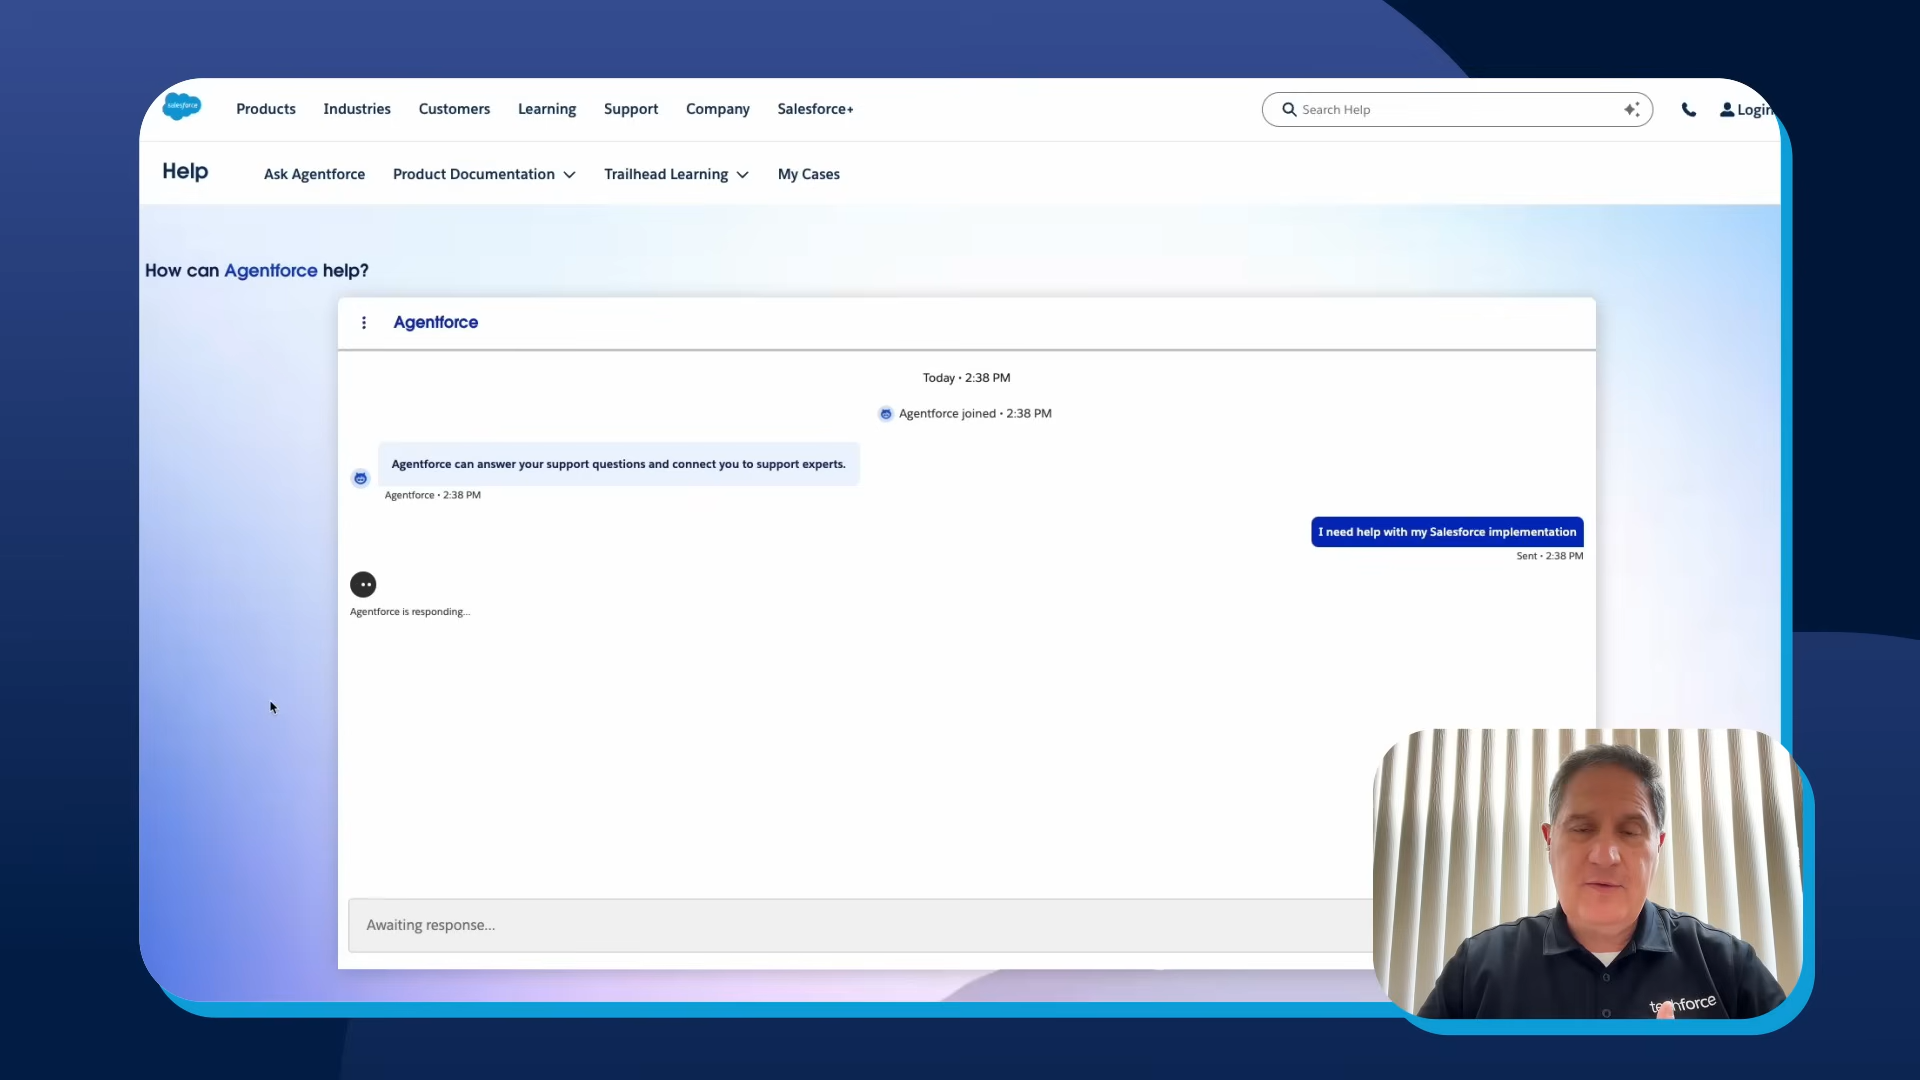 salesforce
Products Industries Customers Learning Support Company Salesforce+
Search Help
Login
Help
Ask Agentforce Product Documentation Trailhead Learning My Cases
How can Agentforce help?
Agentforce
Today • 2:38 PM
Agentforce joined • 2:38 PM
Agentforce can answer your support questions and connect you to support experts.
Agentforce • 2:38 PM
I need help with my Salesforce implementation
Sent • 2:38 PM
Agentforce is responding...
Awaiting response...